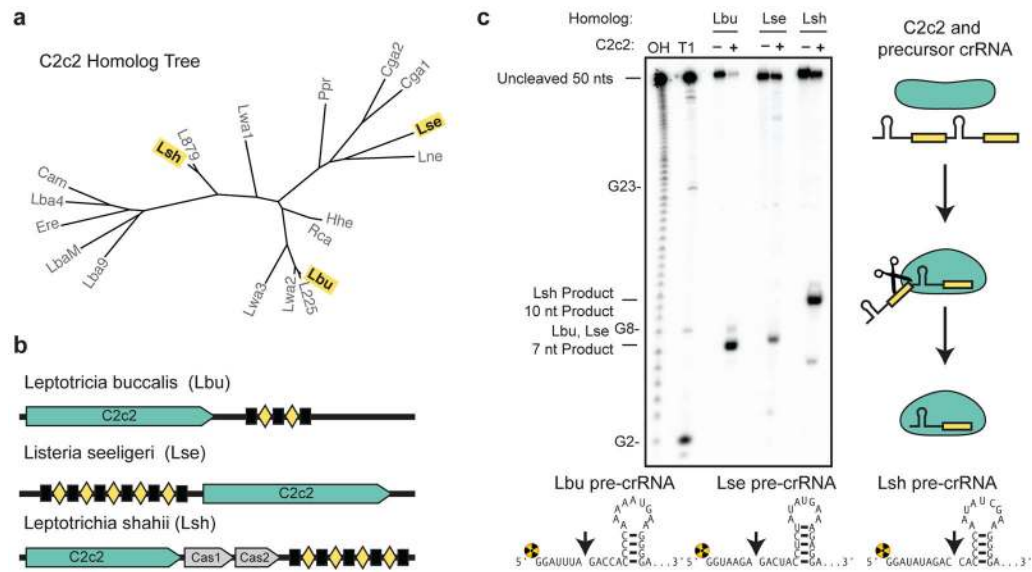 a
C2c2 Homolog Tree
Cga2
Cga1
Ppr
Lse
Lne
Lwa1
L879
Lsh
Cam
Lba4
Ere
LbaM
Lba9
Hhe
Rca
Lbu
L225
Lwa2
Lwa3
b
Leptotricia buccalis (Lbu)
C2c2
Listeria seeligeri (Lse)
C2c2
Leptotrichia shahii (Lsh)
C2c2 Cas1 Cas2
c
Homolog: Lbu Lse Lsh
C2c2: OH T1 − + − + − +
Uncleaved 50 nts
G23-
Lsh Product
10 nt Product
Lbu, Lse G8-
7 nt Product
G2-
C2c2 and
precursor crRNA
Lbu pre-crRNA Lse pre-crRNA Lsh pre-crRNA
5' GGAUUUA GACCAC GA...3'
5' GGUAAGA GACUAC GA...3'
5' GGAUAUAGAC CAC GA...3'